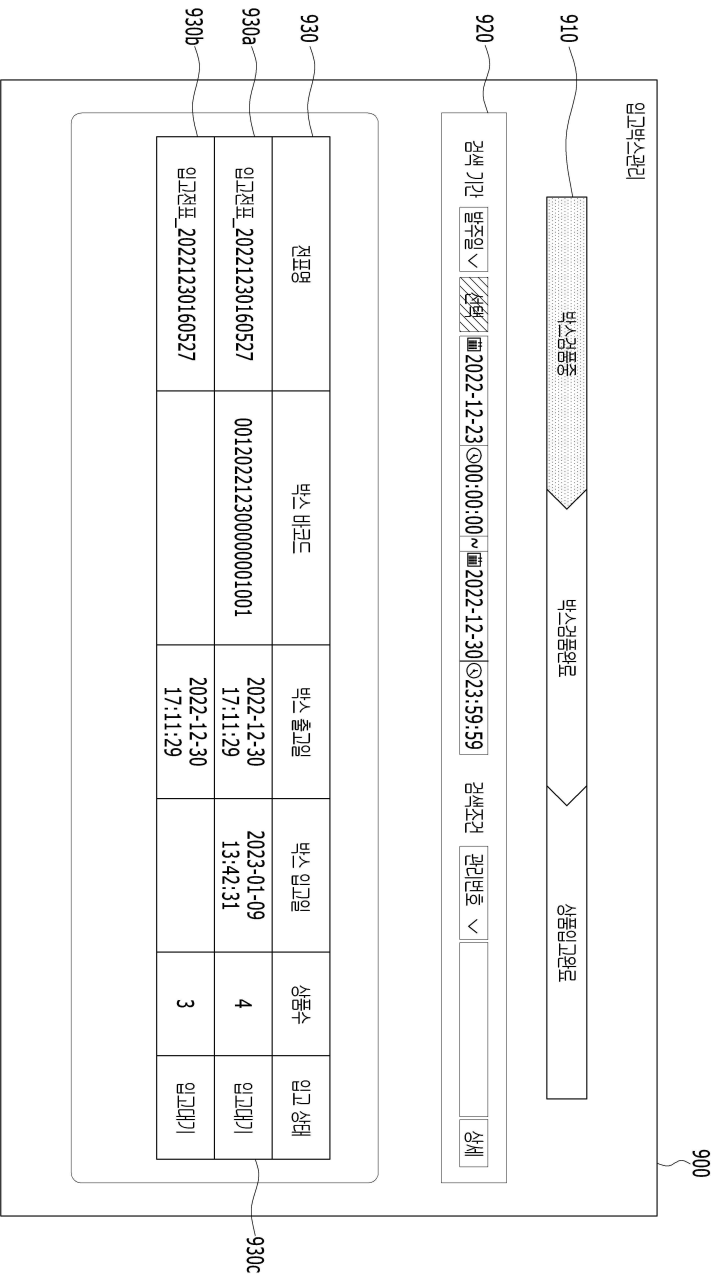 900
입고박스관리
910
박스검품중
박스검품완료
상품입고완료
920
검색 기간
발주일
선택
2022-12-23 00:00:00 ~ 2022-12-30 23:59:59
검색조건
관리번호
상세
930
전표명
박스 바코드
박스 출고일
박스 입고일
상품수
입고 상태
930a
입고전표_20221230160527
00120221230000001001
2022-12-30
17:11:29
2023-01-09
13:42:31
4
입고대기
930c
930b
입고전표_20221230160527
2022-12-30
17:11:29
3
입고대기